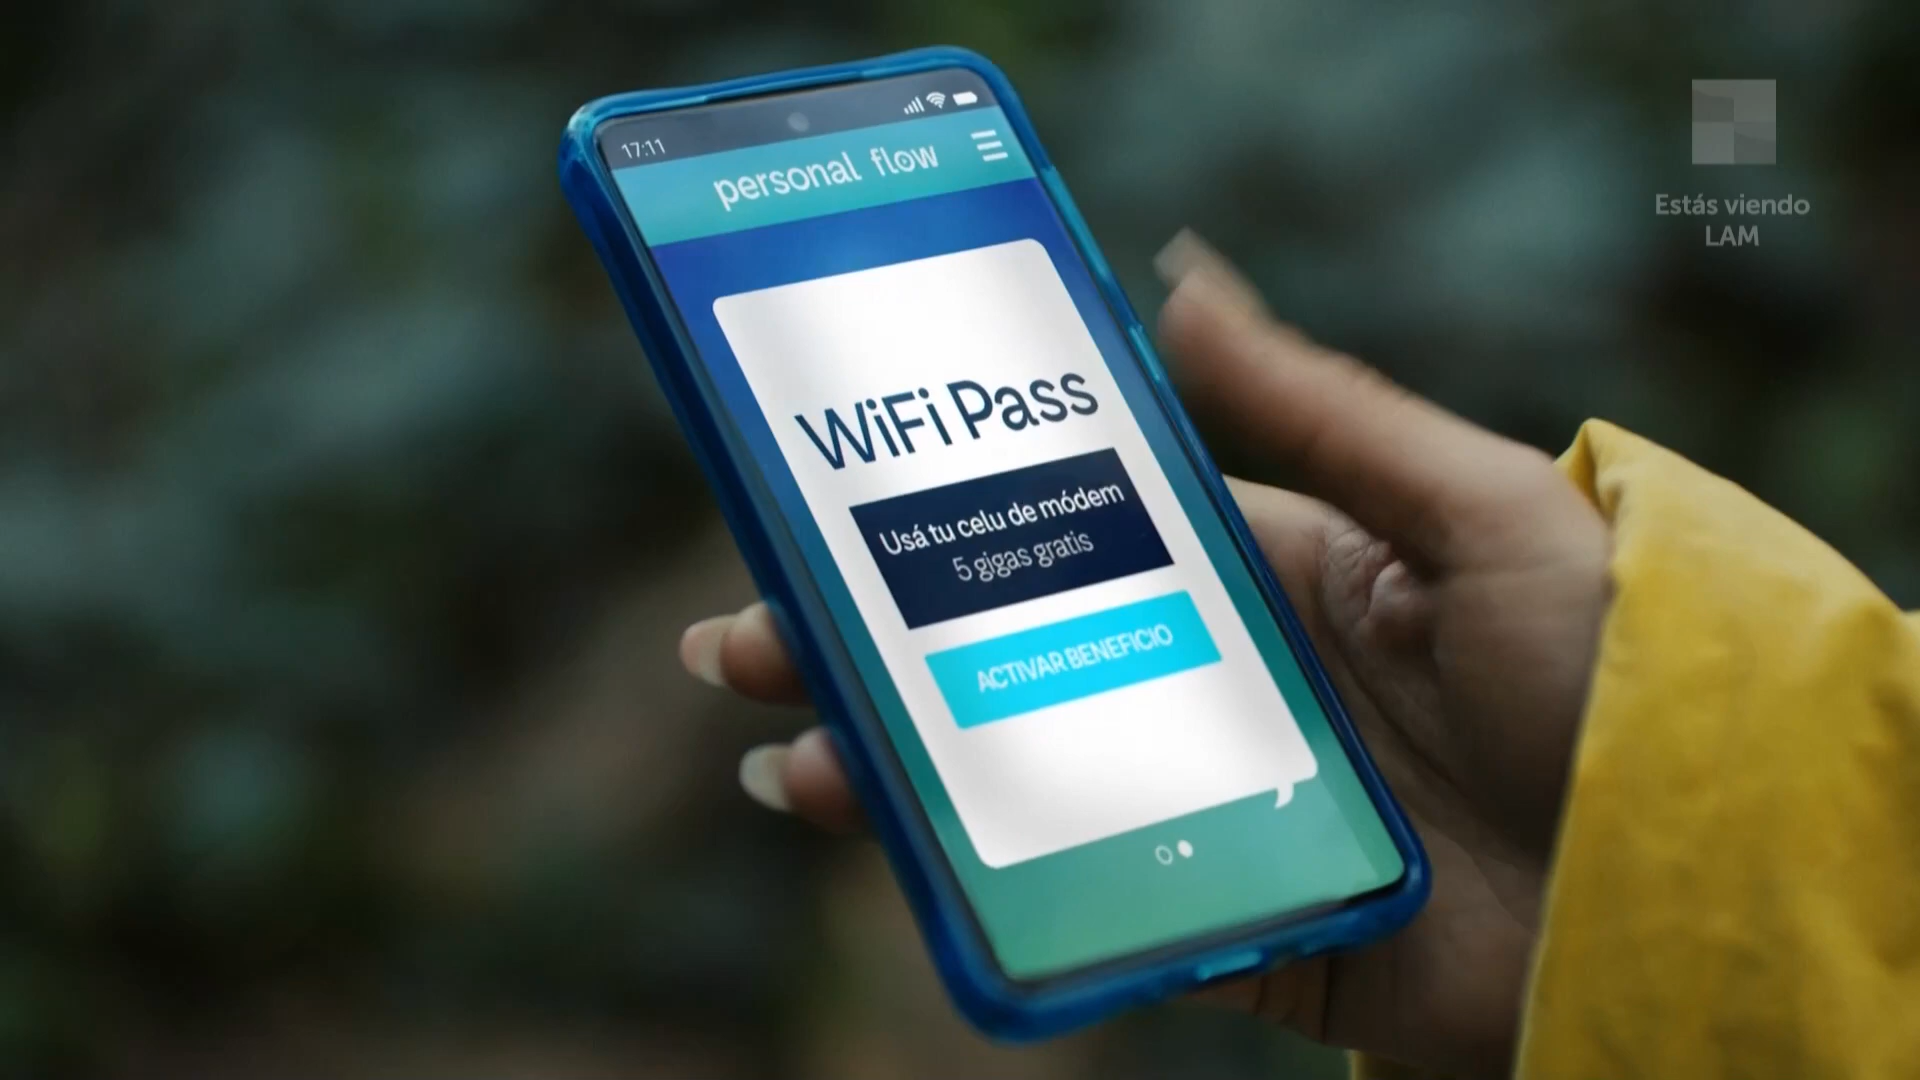 17:11
personal flow
WiFi Pass
Usá tu celu de módem
5 gigas gratis
ACTIVAR BENEFICIO
Estás viendo
LAM